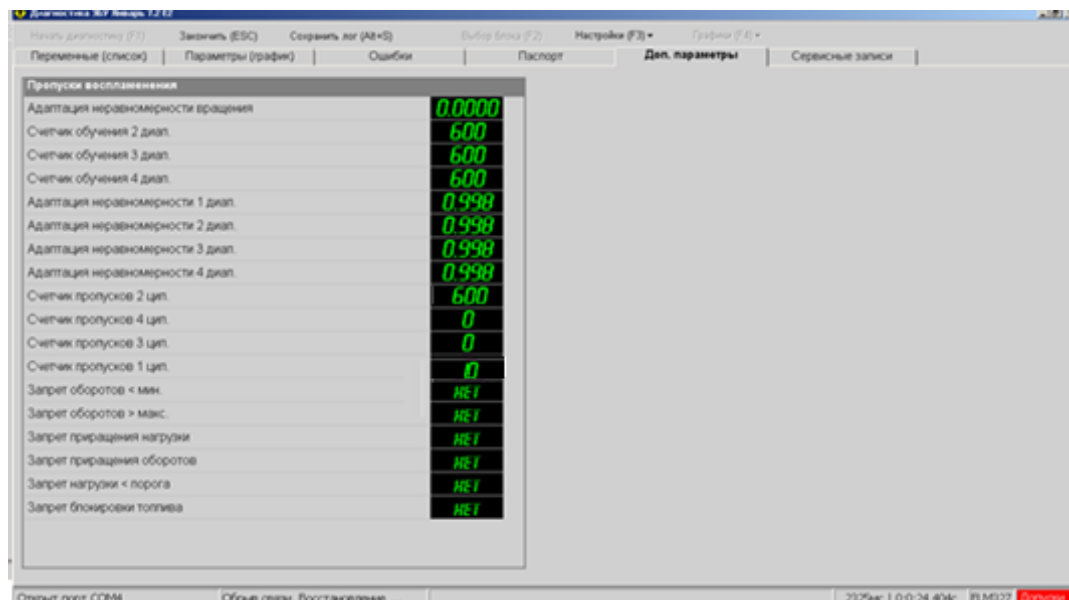 Диагностика ЭБУ Январь 7.2 E2
Начать диагностику (F3) Закончить (ESC) Сохранить лог (Alt+S) Выбор блока (F2) Настройки (F3) Графики (F4)
Переменные (список) Параметры (график) Ошибки Паспорт Доп. параметры Сервисные записи
Пропуски воспламенения
Адаптация неравномерности вращения 0.0000
Счетчик обучения 2 диап. 600
Счетчик обучения 3 диап. 600
Счетчик обучения 4 диап. 600
Адаптация неравномерности 1 диап. 0.998
Адаптация неравномерности 2 диап. 0.998
Адаптация неравномерности 3 диап. 0.998
Адаптация неравномерности 4 диап. 0.998
Счетчик пропусков 2 цил. 600
Счетчик пропусков 4 цил. 0
Счетчик пропусков 3 цил. 0
Счетчик пропусков 1 цил.
Запрет оборотов < мин. НЕТ
Запрет оборотов > макс. НЕТ
Запрет приращения нагрузки НЕТ
Запрет приращения оборотов НЕТ
Запрет нагрузки < порога НЕТ
Запрет блокировки топлива НЕТ
Открыт порт COM4 Обрыв связи. Восстановление ... ELM327 Пропуски